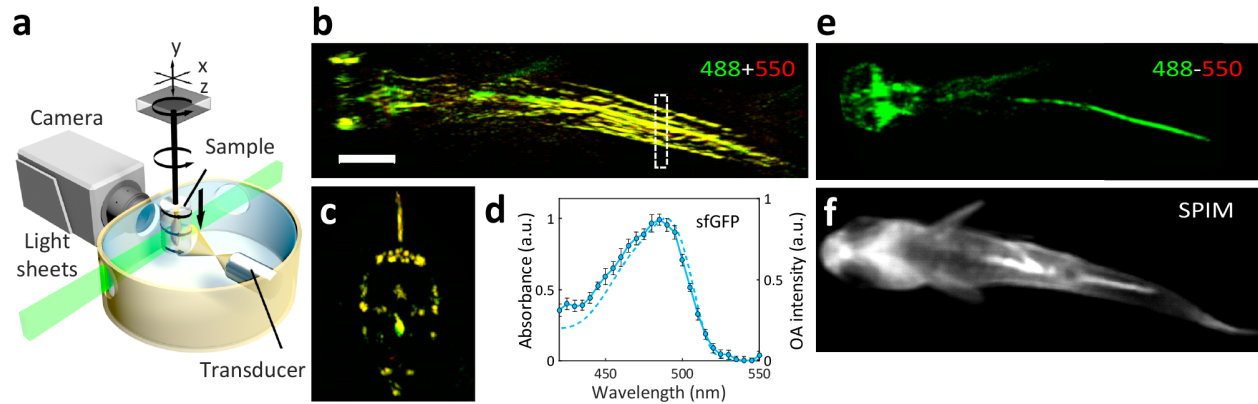 a
y
x
z
Camera
Sample
Light
sheets
Transducer
b
488+550
c
d
sfGFP
Absorbance (a.u.)
1
0.5
0
1
0.5
0
OA intensity (a.u.)
450
500
550
Wavelength (nm)
e
488-550
f
SPIM